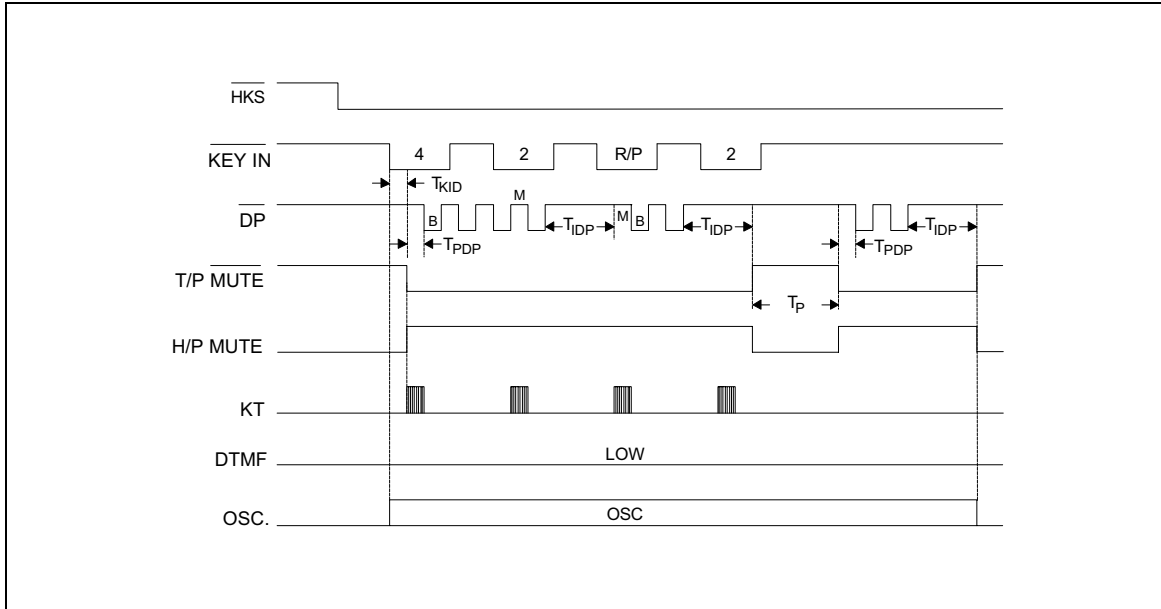 HKS
KEY IN
4 2 R/P 2
TKID
DP
B M M B
TIDP TIDP TIDP
TPDP TPDP
T/P MUTE
TP
H/P MUTE
KT
DTMF
LOW
OSC.
OSC